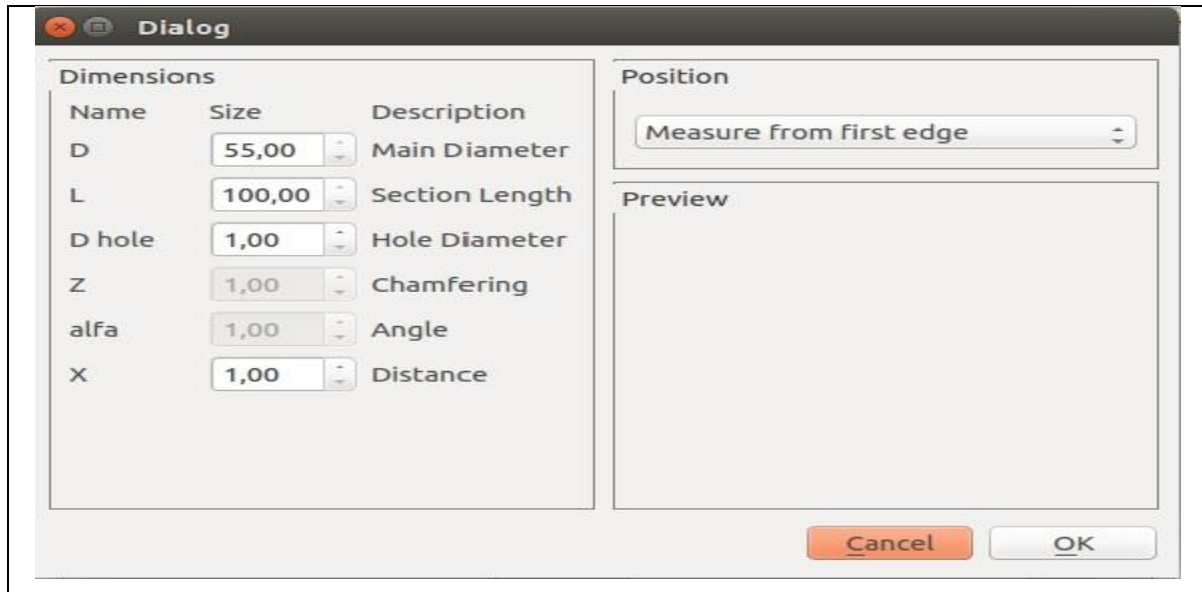 Dialog
Dimensions
Name Size Description
D 55,00 Main Diameter
L 100,00 Section Length
D hole 1,00 Hole Diameter
Z 1,00 Chamfering
alfa 1,00 Angle
X 1,00 Distance
Position
Measure from first edge
Preview
Cancel OK